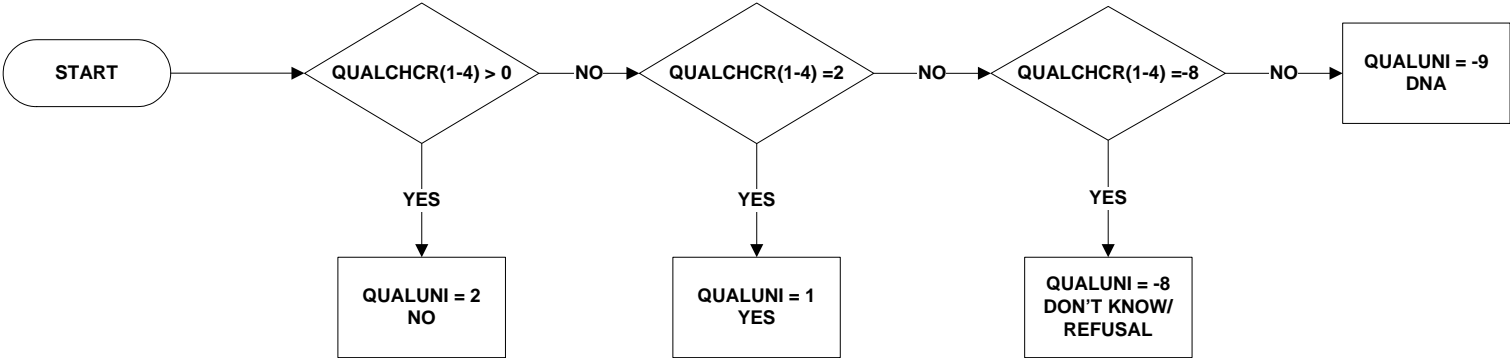 START
QUALCHCR(1-4) > 0
NO
QUALCHCR(1-4) =2
NO
QUALCHCR(1-4) =-8
NO
QUALUNI = -9
DNA
YES
YES
YES
QUALUNI = 2
NO
QUALUNI = 1
YES
QUALUNI = -8
DON'T KNOW/
REFUSAL